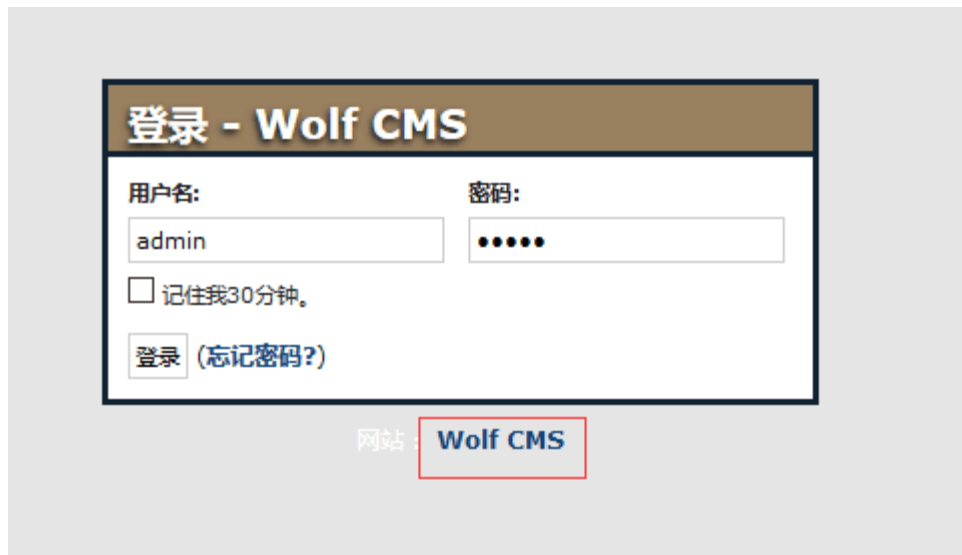 登录 - Wolf CMS
用户名: 密码:
admin •••••
记住我30分钟。
登录 (忘记密码?)
网站： Wolf CMS